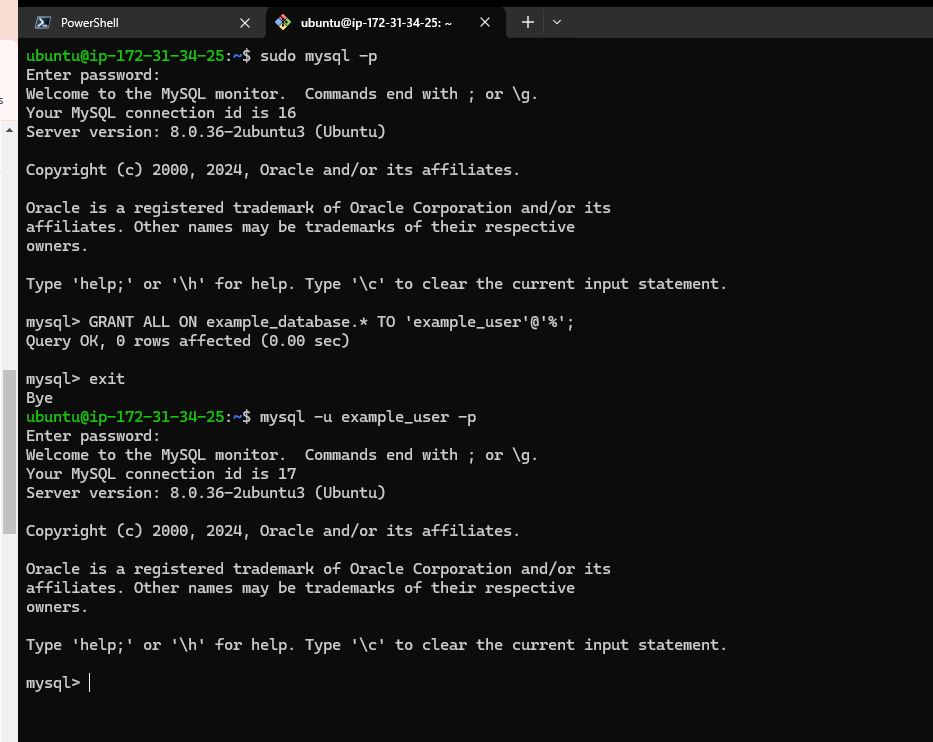 PowerShell
ubuntu@ip-172-31-34-25: ~
s
ubuntu@ip-172-31-34-25:~$ sudo mysql -p
Enter password:
Welcome to the MySQL monitor.  Commands end with ; or \g.
Your MySQL connection id is 16
Server version: 8.0.36-2ubuntu3 (Ubuntu)
Copyright (c) 2000, 2024, Oracle and/or its affiliates.
Oracle is a registered trademark of Oracle Corporation and/or its
affiliates. Other names may be trademarks of their respective
owners.
Type 'help;' or '\h' for help. Type '\c' to clear the current input statement.
mysql> GRANT ALL ON example_database.* TO 'example_user'@'%';
Query OK, 0 rows affected (0.00 sec)
mysql> exit
Bye
ubuntu@ip-172-31-34-25:~$ mysql -u example_user -p
Enter password:
Welcome to the MySQL monitor.  Commands end with ; or \g.
Your MySQL connection id is 17
Server version: 8.0.36-2ubuntu3 (Ubuntu)
Copyright (c) 2000, 2024, Oracle and/or its affiliates.
Oracle is a registered trademark of Oracle Corporation and/or its
affiliates. Other names may be trademarks of their respective
owners.
Type 'help;' or '\h' for help. Type '\c' to clear the current input statement.
mysql>